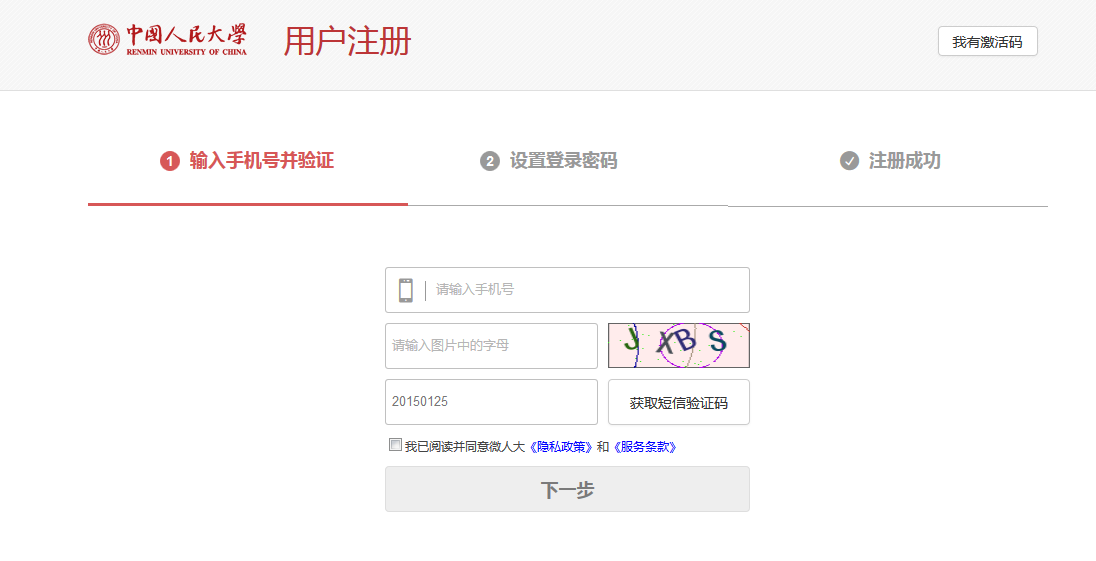 中国人民大学
RENMIN UNIVERSITY OF CHINA
用户注册
我有激活码
1 输入手机号并验证
2 设置登录密码
注册成功
请输入手机号
请输入图片中的字母
JXBS
20150125
获取短信验证码
我已阅读并同意微人大《隐私政策》和《服务条款》
下一步